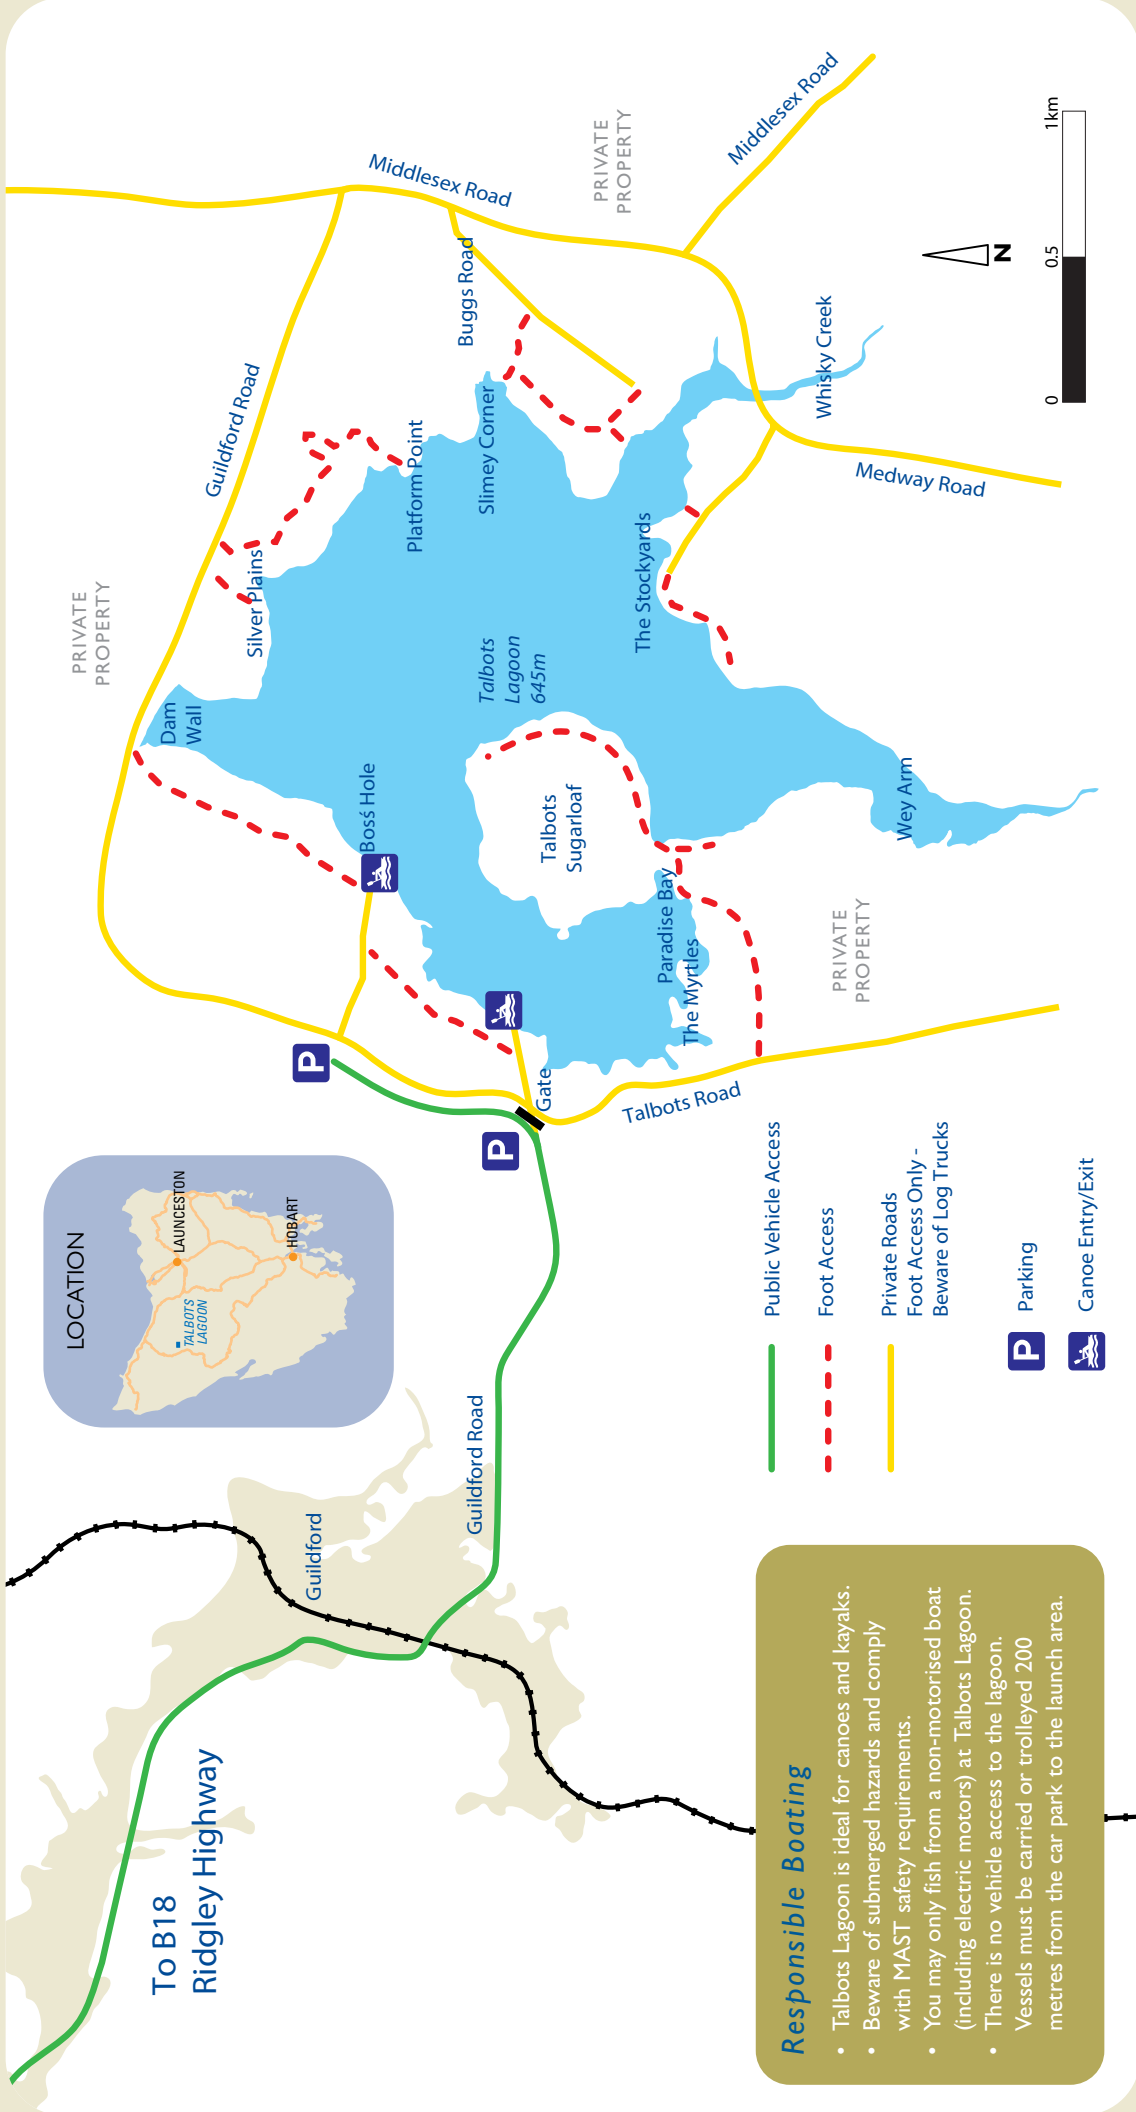 To B18
Ridgley Highway
Guildford
Guildford Road
LOCATION
LAUNCESTON
TALBOTS
LAGOON
HOBART
P
P
Gate
Talbots Road
Guildford Road
PRIVATE
PROPERTY
Dam
Wall
Silver Plains
Boss̍ Hole
Platform Point
Slimey Corner
Buggs Road
Middlesex Road
PRIVATE
PROPERTY
Middlesex Road
Talbots
Lagoon
645m
Talbots
Sugarloaf
The Stockyards
Paradise Bay
The Myrtles
Whisky Creek
Medway Road
Wey Arm
PRIVATE
PROPERTY
N
0
0.5
1km
Responsible Boating
• Talbots Lagoon is ideal for canoes and kayaks.
• Beware of submerged hazards and comply
with MAST safety requirements.
• You may only fish from a non-motorised boat
(including electric motors) at Talbots Lagoon.
• There is no vehicle access to the lagoon.
Vessels must be carried or trolleyed 200
metres from the car park to the launch area.
Public Vehicle Access
Foot Access
Private Roads
Foot Access Only -
Beware of Log Trucks
P Parking
Canoe Entry/Exit